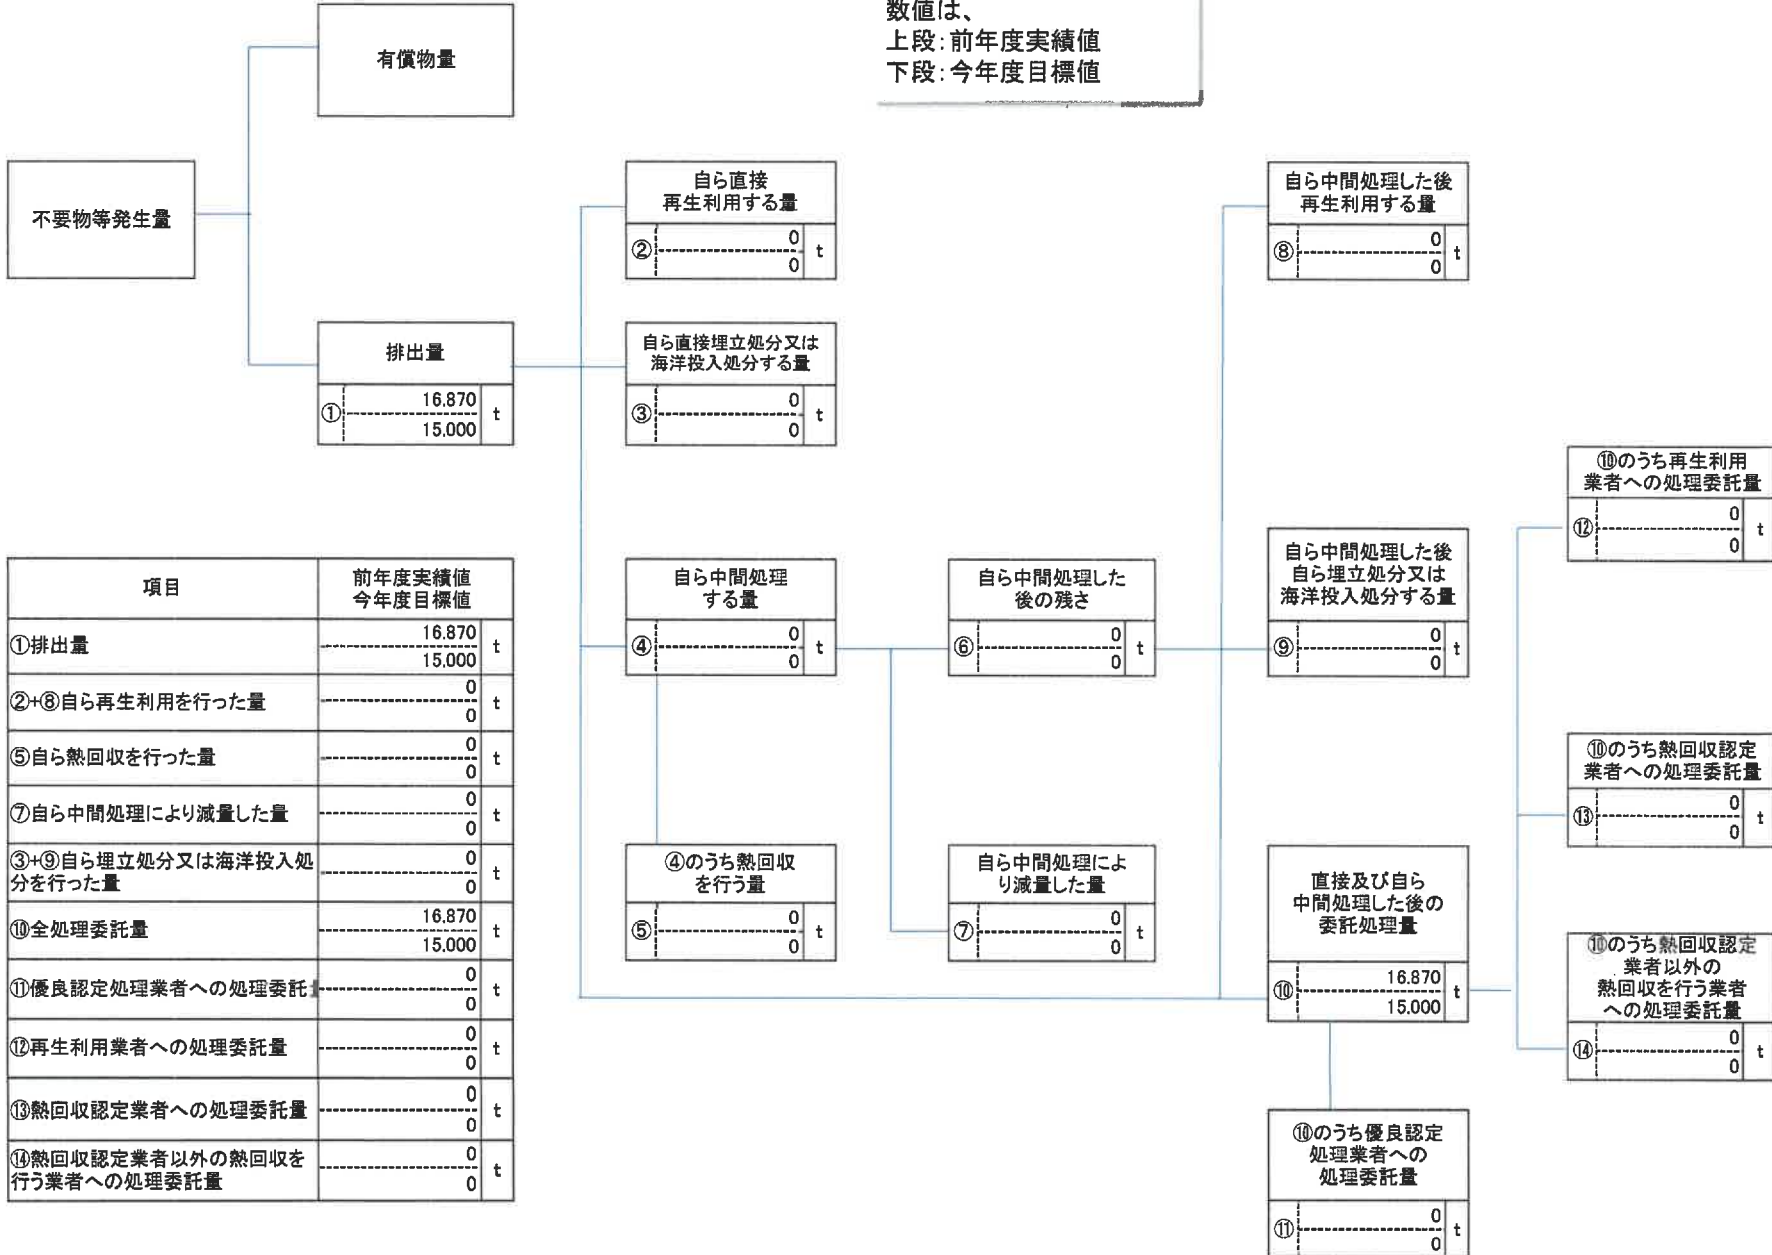 数値は、
上段:前年度実績値
下段:今年度目標値
有償物量
不要物等発生量
排出量
①
16.870
15.000
t
自ら直接
再生利用する量
②
0
0
t
自ら直接埋立処分又は
海洋投入処分する量
③
0
0
t
自ら中間処理
する量
④
0
0
t
④のうち熱回収
を行う量
⑤
0
0
t
自ら中間処理した
後の残さ
⑥
0
0
t
自ら中間処理によ
り減量した量
⑦
0
0
t
自ら中間処理した後
再生利用する量
⑧
0
0
t
自ら中間処理した後
自ら埋立処分又は
海洋投入処分する量
⑨
0
0
t
直接及び自ら
中間処理した後の
委託処理量
⑩
16.870
15.000
t
⑩のうち優良認定
処理業者への
処理委託量
⑪
0
0
t
⑩のうち再生利用
業者への処理委託量
⑫
0
0
t
⑩のうち熱回収認定
業者への処理委託量
⑬
0
0
t
⑩のうち熱回収認定
業者以外の
熱回収を行う業者
への処理委託量
⑭
0
0
t
項目
前年度実績値
今年度目標値
①排出量
16.870
15.000
t
②+⑧自ら再生利用を行った量
0
0
t
⑤自ら熱回収を行った量
0
0
t
⑦自ら中間処理により減量した量
0
0
t
③+⑨自ら埋立処分又は海洋投入処
分を行った量
0
0
t
⑩全処理委託量
16.870
15.000
t
⑪優良認定処理業者への処理委託
0
0
t
⑫再生利用業者への処理委託量
0
0
t
⑬熱回収認定業者への処理委託量
0
0
t
⑭熱回収認定業者以外の熱回収を
行う業者への処理委託量
0
0
t